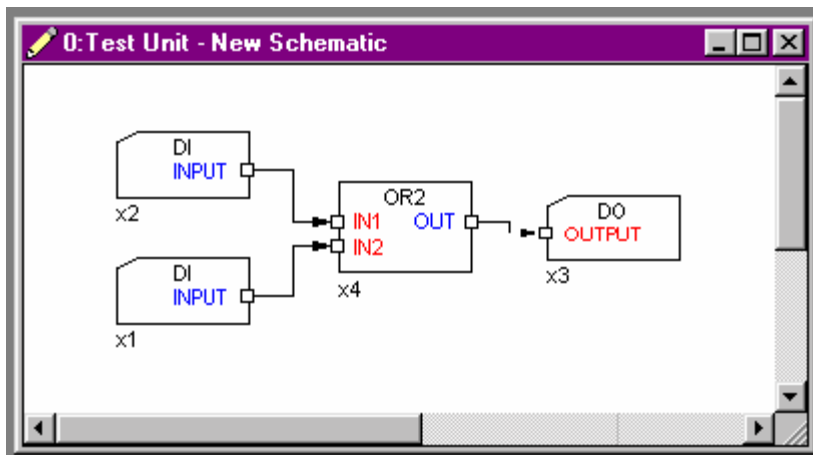 0:Test Unit - New Schematic
DI
INPUT
x2
OR2
IN1 OUT
IN2
x4
DO
OUTPUT
x3
DI
INPUT
x1